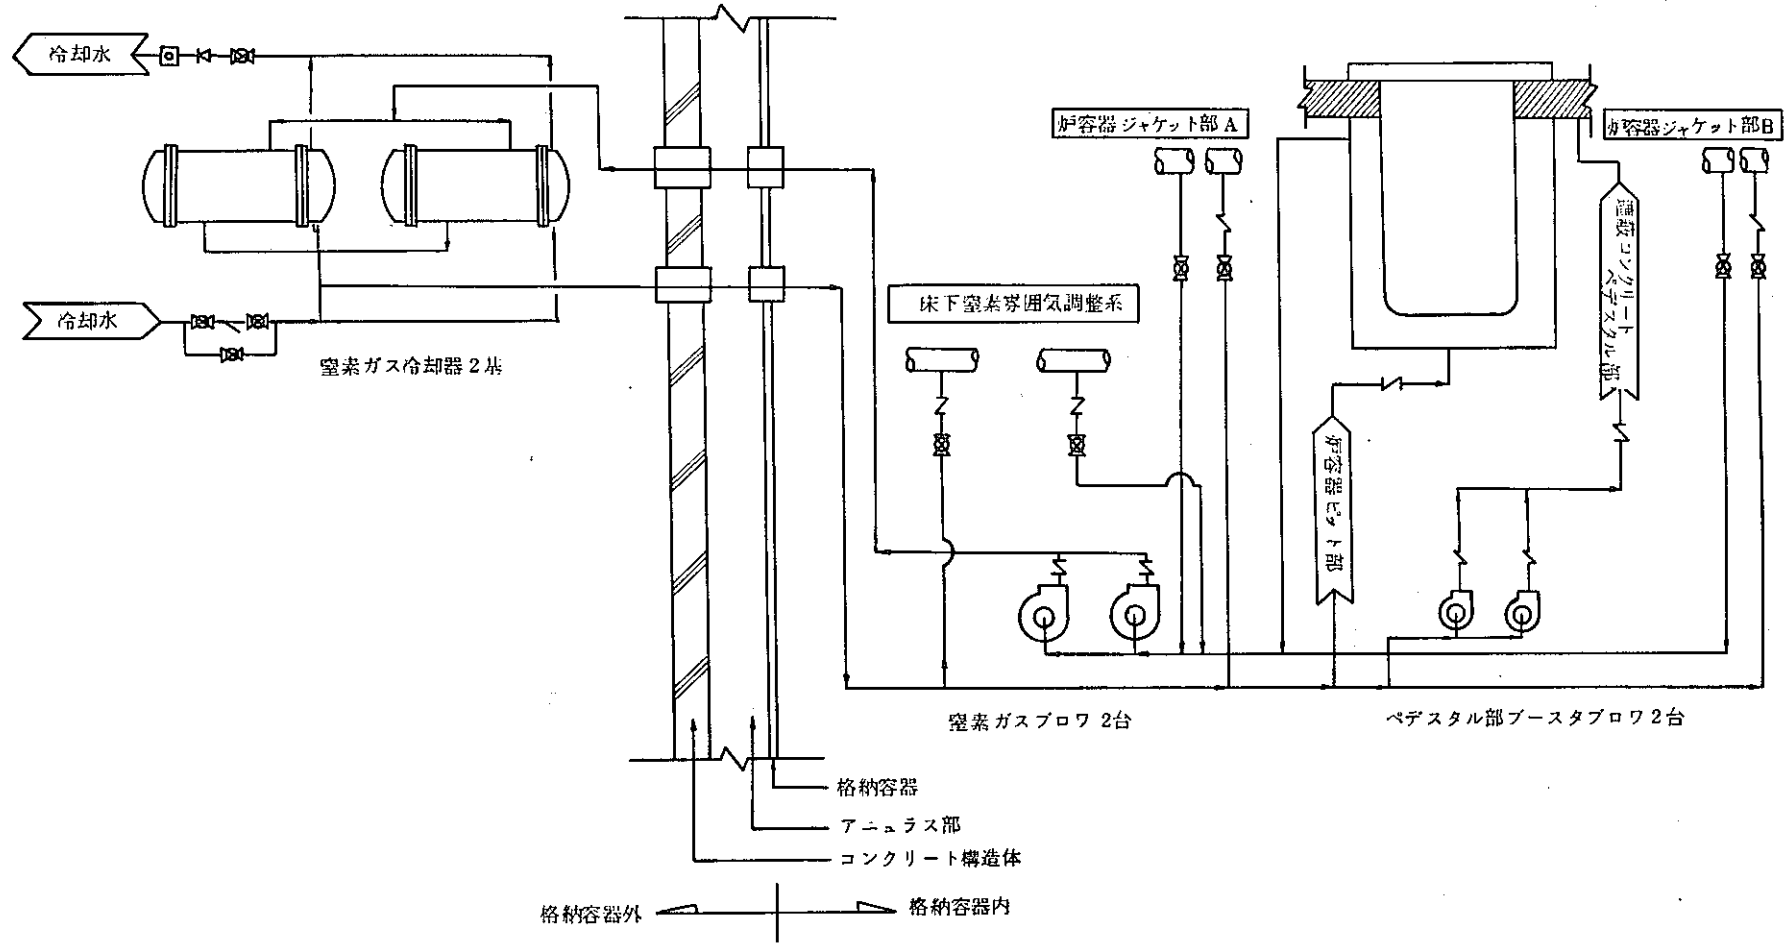 冷却水
炉容器ジャケット部A
炉容器ジャケット部B
遮蔽コンクリート
ペデスタル部
床下窒素雰囲気調整系
冷却水
窒素ガス冷却器2基
炉容器ピット部
窒素ガスブロワ 2台
ペデスタル部ブースタブロワ2台
格納容器
アニュラス部
コンクリート構造体
格納容器外
格納容器内